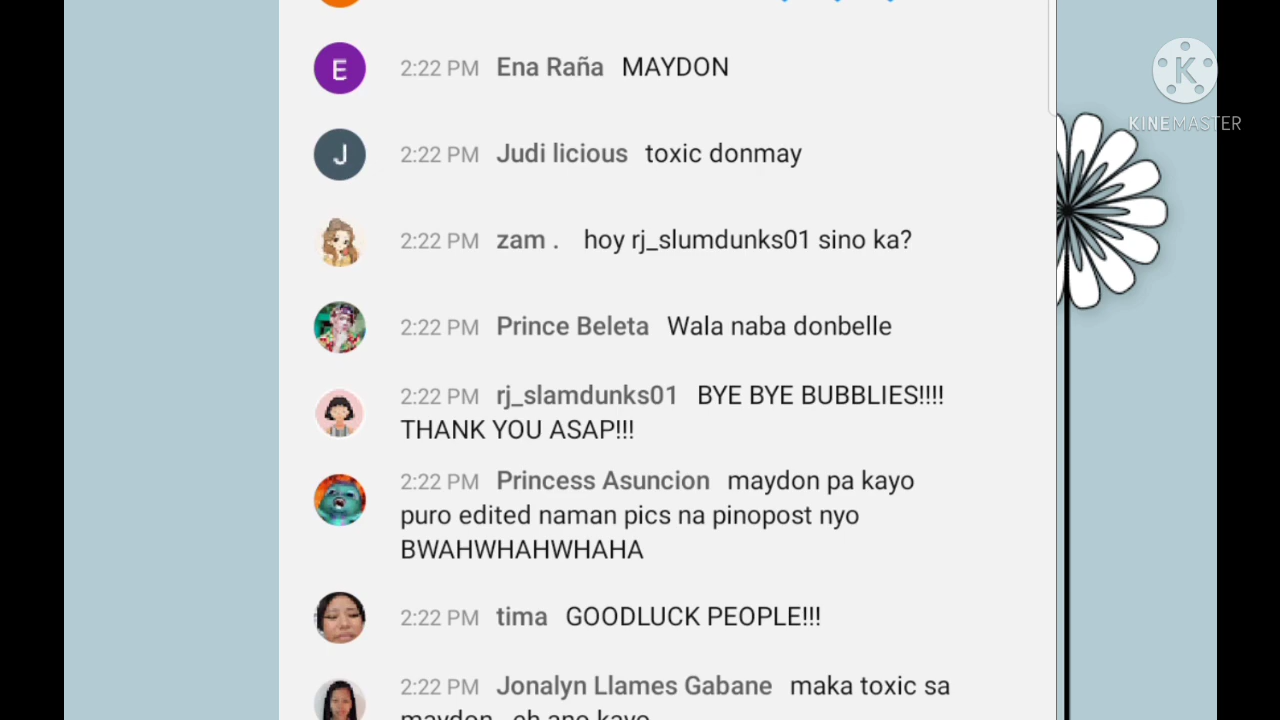 E 2:22 PM Ena Raña MAYDON
J 2:22 PM Judi licious toxic donmay
2:22 PM zam . hoy rj_slumdunks01 sino ka?
2:22 PM Prince Beleta Wala naba donbelle
2:22 PM rj_slamdunks01 BYE BYE BUBBLIES!!!!
THANK YOU ASAP!!!
2:22 PM Princess Asuncion maydon pa kayo
puro edited naman pics na pinopost nyo
BWAHWHAHWHAHA
2:22 PM tima GOODLUCK PEOPLE!!!
2:22 PM Jonalyn Llames Gabane maka toxic sa
K
KINEMASTER